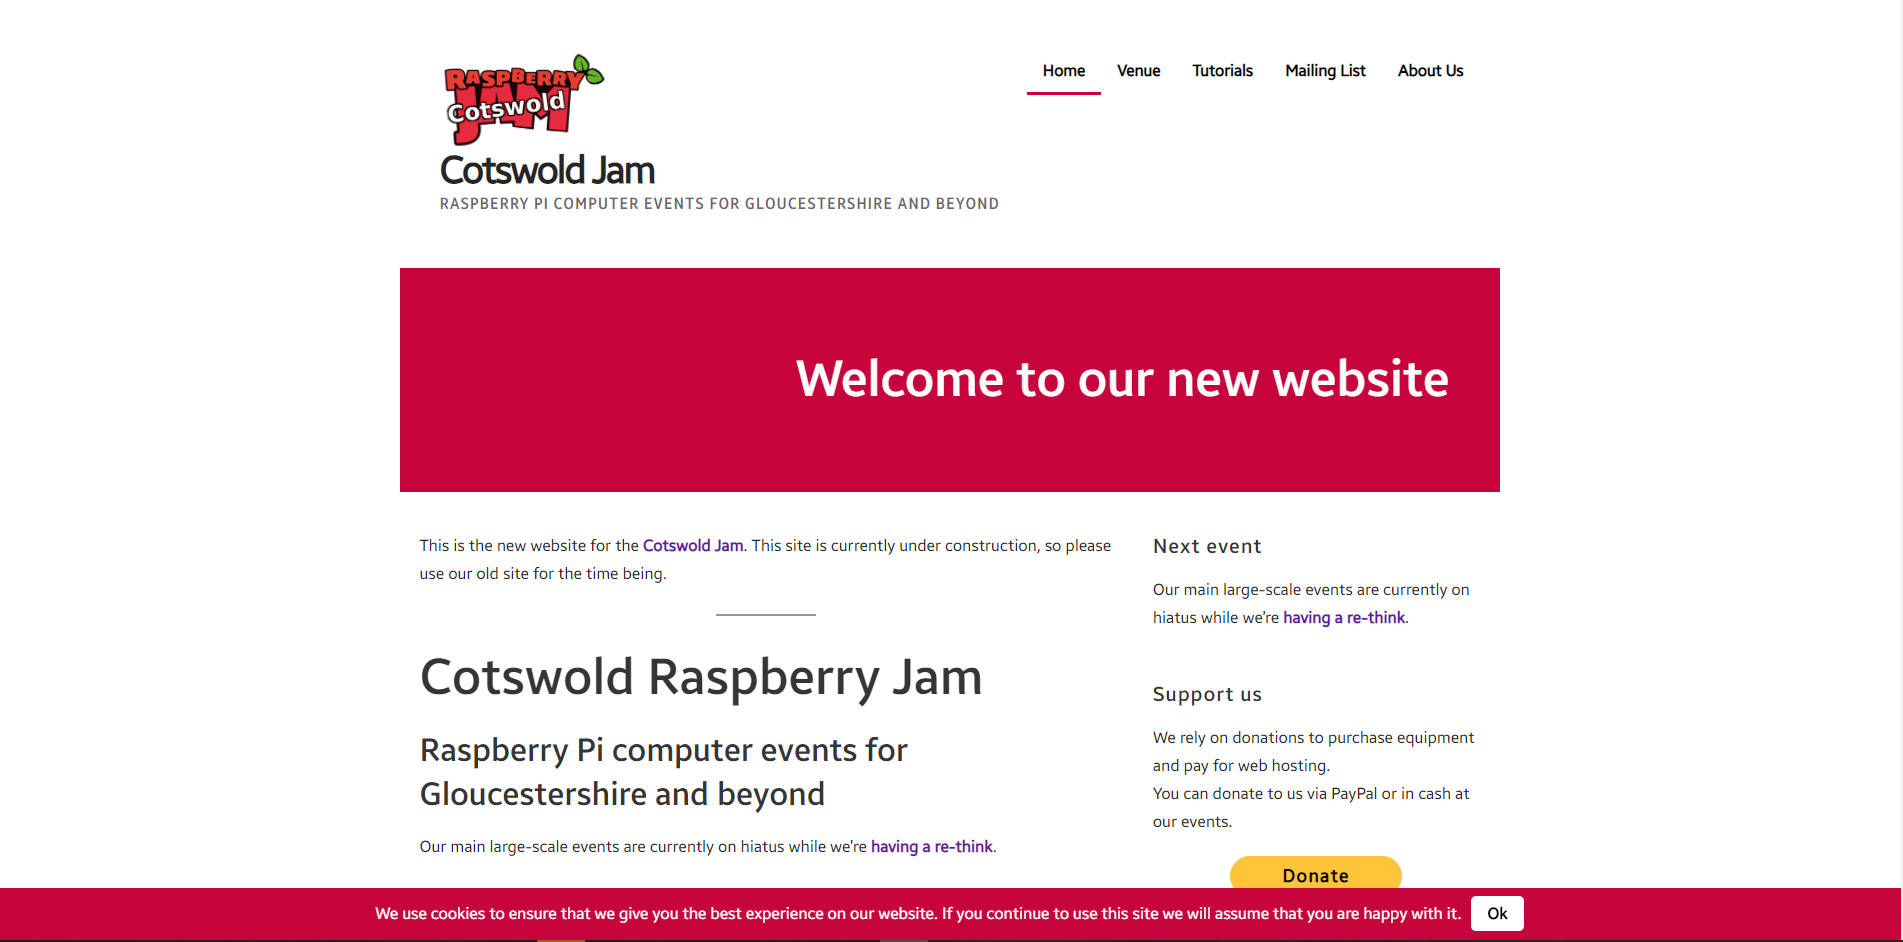 RASPBERRY
Cotswold
JAM
Cotswold Jam
RASPBERRY PI COMPUTER EVENTS FOR GLOUCESTERSHIRE AND BEYOND
Home Venue Tutorials Mailing List About Us
Welcome to our new website
This is the new website for the Cotswold Jam. This site is currently under construction, so please
use our old site for the time being.
Cotswold Raspberry Jam
Raspberry Pi computer events for
Gloucestershire and beyond
Our main large-scale events are currently on hiatus while we're having a re-think.
Next event
Our main large-scale events are currently on
hiatus while we're having a re-think.
Support us
We rely on donations to purchase equipment
and pay for web hosting.
You can donate to us via PayPal or in cash at
our events.
Donate
We use cookies to ensure that we give you the best experience on our website. If you continue to use this site we will assume that you are happy with it. Ok